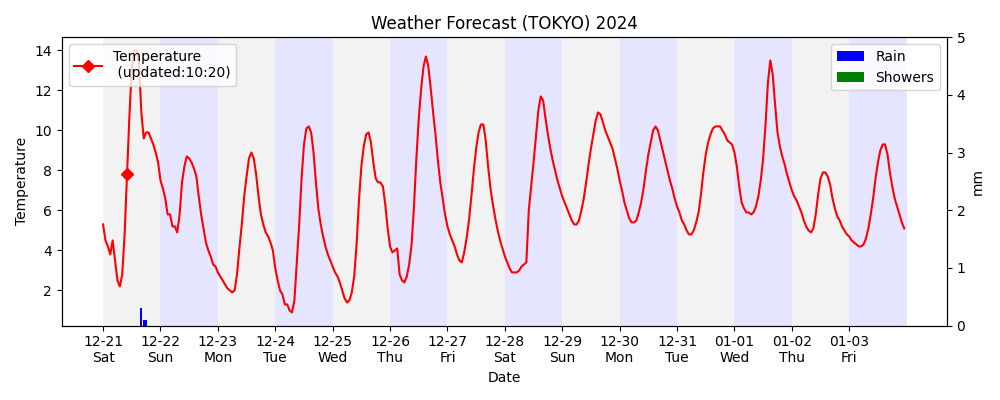 Weather Forecast (TOKYO) 2024
Temperature
(updated:10:20)
Rain
Showers
Temperature
14
12
10
8
6
4
2
5
4
3
2
1
0
mm
12-21 12-22 12-23 12-24 12-25 12-26 12-27 12-28 12-29 12-30 12-31 01-01 01-02 01-03
Sat Sun Mon Tue Wed Thu Fri Sat Sun Mon Tue Wed Thu Fri
Date